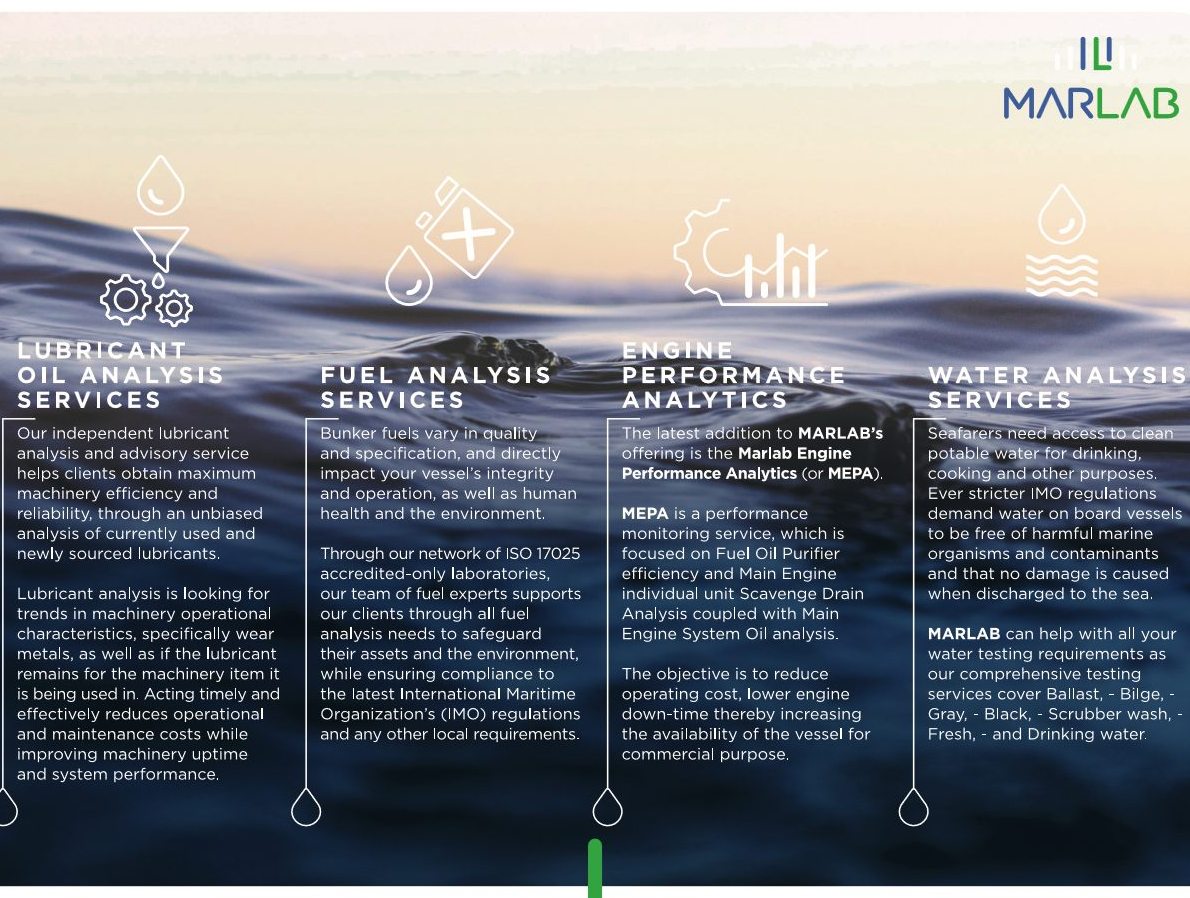 MARLAB
LUBRICANT
OIL ANALYSIS
SERVICES
Our independent lubricant
analysis and advisory service
helps clients obtain maximum
machinery efficiency and
reliability, through an unbiased
analysis of currently used and
newly sourced lubricants.
Lubricant analysis is looking for
trends in machinery operational
characteristics, specifically wear
metals, as well as if the lubricant
remains for the machinery item it
is being used in. Acting timely and
effectively reduces operational
and maintenance costs while
improving machinery uptime
and system performance.
FUEL ANALYSIS
SERVICES
Bunker fuels vary in quality
and specification, and directly
impact your vessel's integrity
and operation, as well as human
health and the environment.
Through our network of ISO 17025
accredited-only laboratories,
our team of fuel experts supports
our clients through all fuel
analysis needs to safeguard
their assets and the environment,
while ensuring compliance to
the latest International Maritime
Organization's (IMO) regulations
and any other local requirements.
ENGINE
PERFORMANCE
ANALYTICS
The latest addition to MARLAB's
offering is the Marlab Engine
Performance Analytics (or MEPA).
MEPA is a performance
monitoring service, which is
focused on Fuel Oil Purifier
efficiency and Main Engine
individual unit Scavenge Drain
Analysis coupled with Main
Engine System Oil analysis.
The objective is to reduce
operating cost, lower engine
down-time thereby increasing
the availability of the vessel for
commercial purpose.
WATER ANALYSIS
SERVICES
Seafarers need access to clean
potable water for drinking,
cooking and other purposes.
Ever stricter IMO regulations
demand water on board vessels
to be free of harmful marine
organisms and contaminants
and that no damage is caused
when discharged to the sea.
MARLAB can help with all your
water testing requirements as
our comprehensive testing
services cover Ballast, - Bilge, -
Gray, - Black, - Scrubber wash, -
Fresh, - and Drinking water.